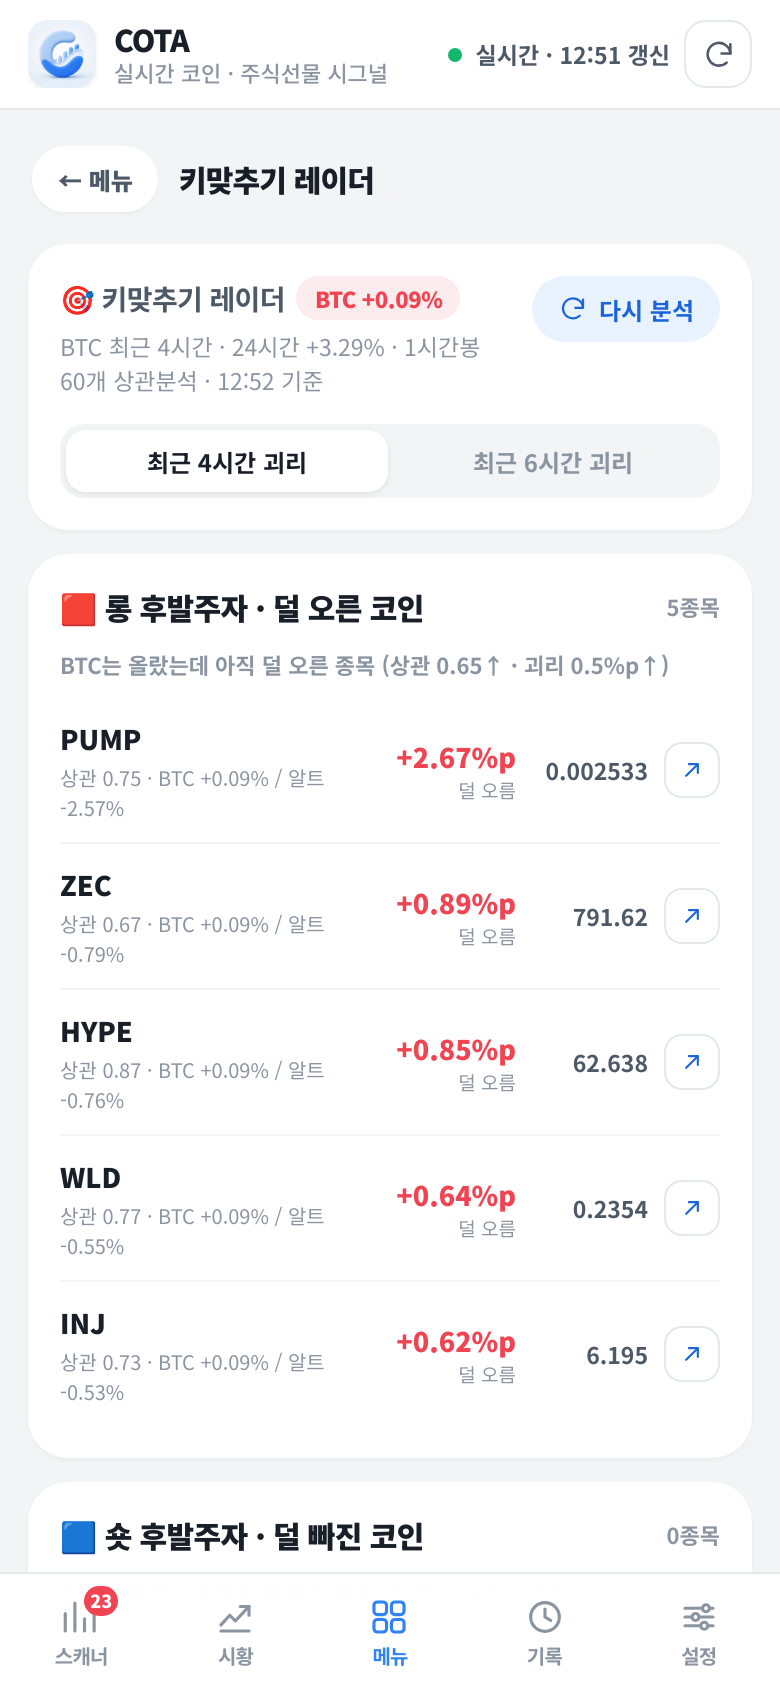 COTA
실시간 코인 · 주식선물 시그널
실시간 · 12:51 갱신
← 메뉴
키맞추기 레이더
키맞추기 레이더
BTC +0.09%
다시 분석
BTC 최근 4시간 · 24시간 +3.29% · 1시간봉
60개 상관분석 · 12:52 기준
최근 4시간 괴리
최근 6시간 괴리
롱 후발주자 · 덜 오른 코인
5종목
BTC는 올랐는데 아직 덜 오른 종목 (상관 0.65↑ · 괴리 0.5%p↑)
PUMP
상관 0.75 · BTC +0.09% / 알트
-2.57%
+2.67%p
덜 오름
0.002533
ZEC
상관 0.67 · BTC +0.09% / 알트
-0.79%
+0.89%p
덜 오름
791.62
HYPE
상관 0.87 · BTC +0.09% / 알트
-0.76%
+0.85%p
덜 오름
62.638
WLD
상관 0.77 · BTC +0.09% / 알트
-0.55%
+0.64%p
덜 오름
0.2354
INJ
상관 0.73 · BTC +0.09% / 알트
-0.53%
+0.62%p
덜 오름
6.195
숏 후발주자 · 덜 빠진 코인
0종목
23
스캐너
시황
메뉴
기록
설정